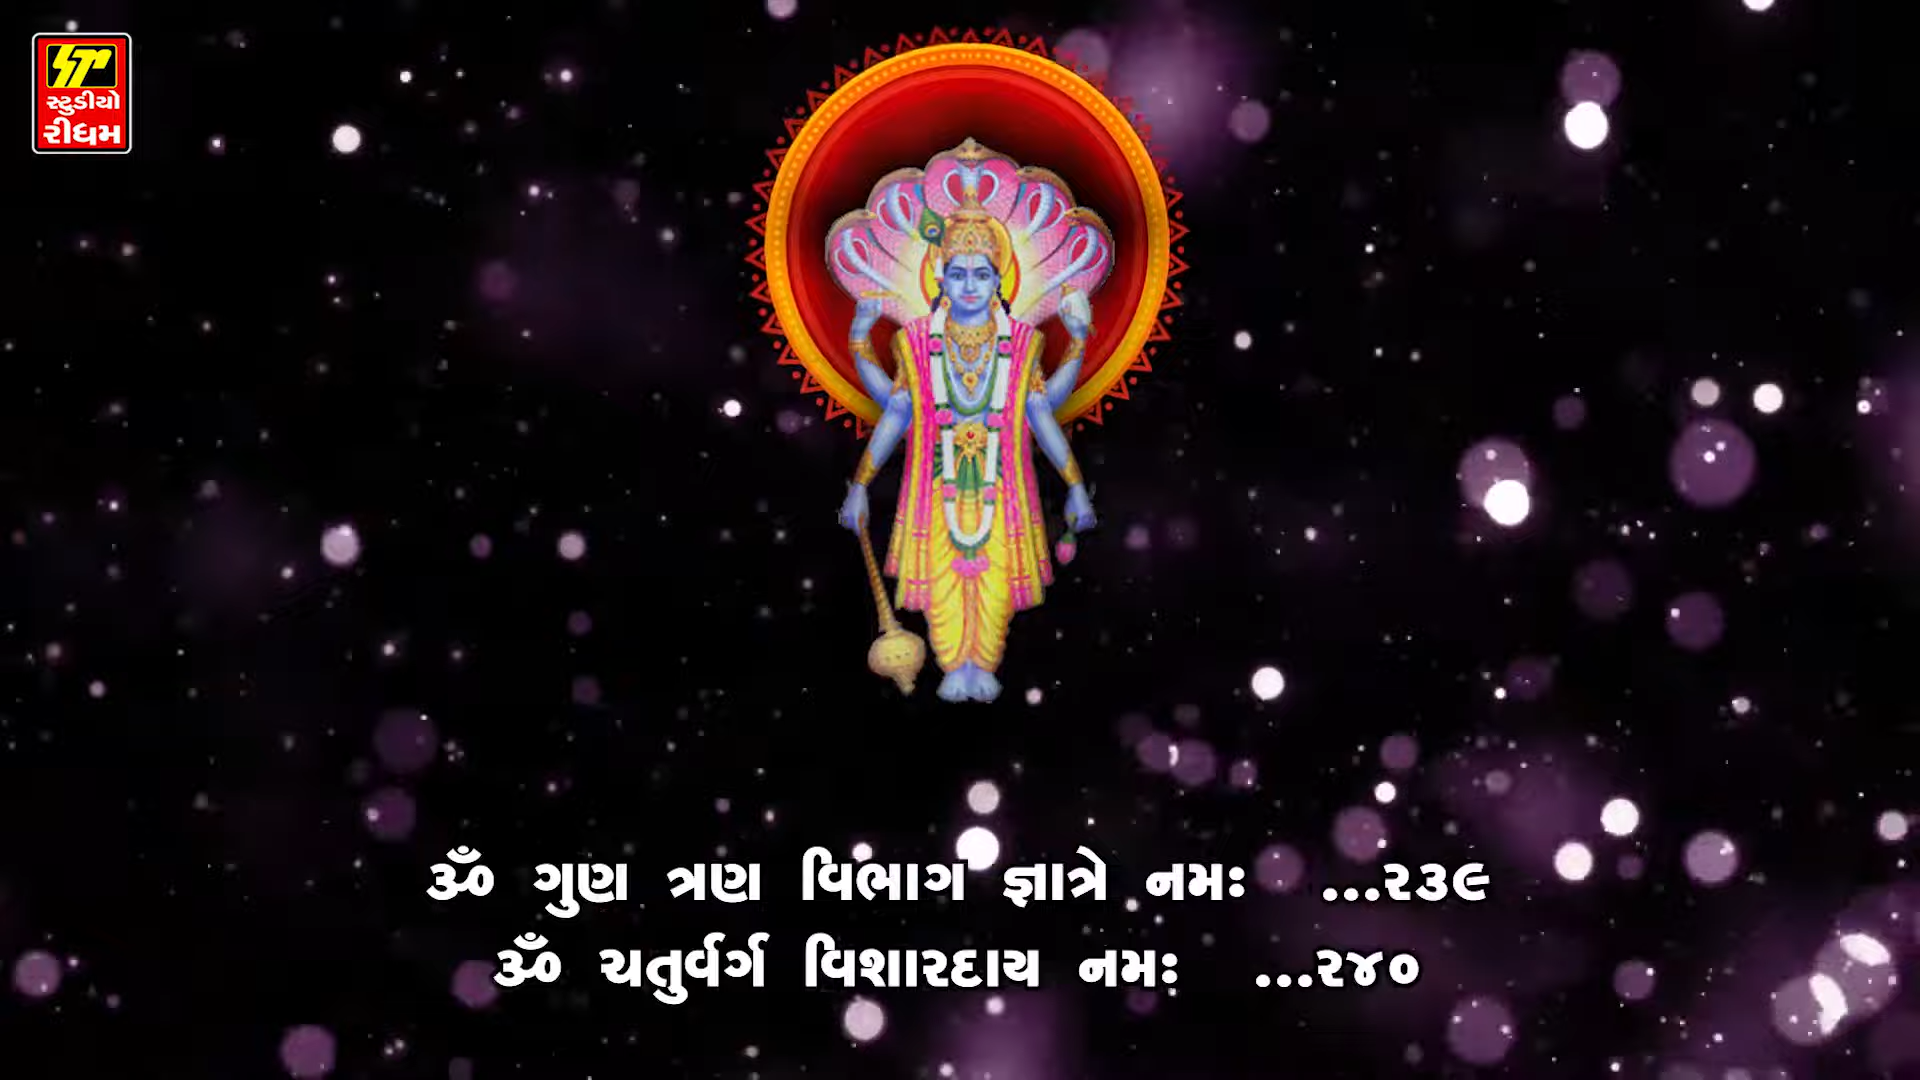 સ્ટુડીયો
રીધમ
ૐ ગુણ ત્રણ વિભાગ જ્ઞાત્રે નમઃ ...૨૩૯
ૐ ચતુર્વર્ગ વિશારદાય નમઃ ...૨૪૦